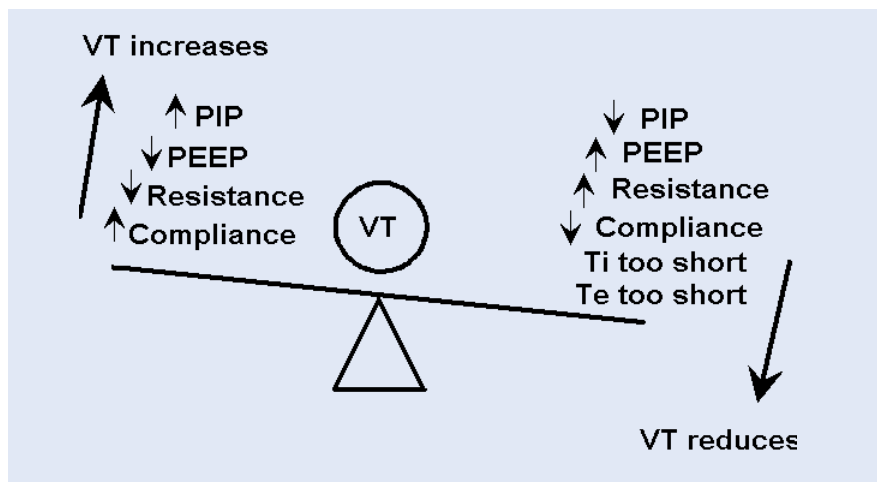 VT increases
↑ PIP
↓ PEEP
↓ Resistance
↑ Compliance
VT
↓ PIP
↑ PEEP
↑ Resistance
↓ Compliance
Ti too short
Te too short
VT reduces